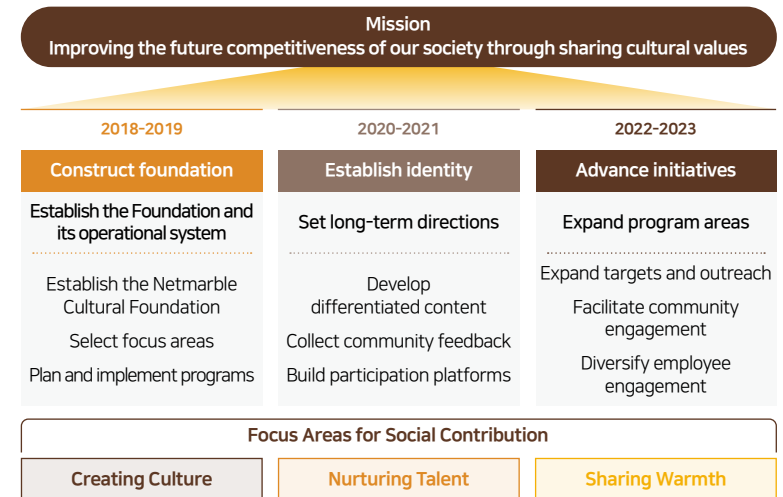 Mission
Improving the future competitiveness of our society through sharing cultural values
2018-2019
Construct foundation
Establish the Foundation and
its operational system
Establish the Netmarble
Cultural Foundation
Select focus areas
Plan and implement programs
2020-2021
Establish identity
Set long-term directions
Develop
differentiated content
Collect community feedback
Build participation platforms
2022-2023
Advance initiatives
Expand program areas
Expand targets and outreach
Facilitate community
engagement
Diversify employee
engagement
Focus Areas for Social Contribution
Creating Culture
Nurturing Talent
Sharing Warmth